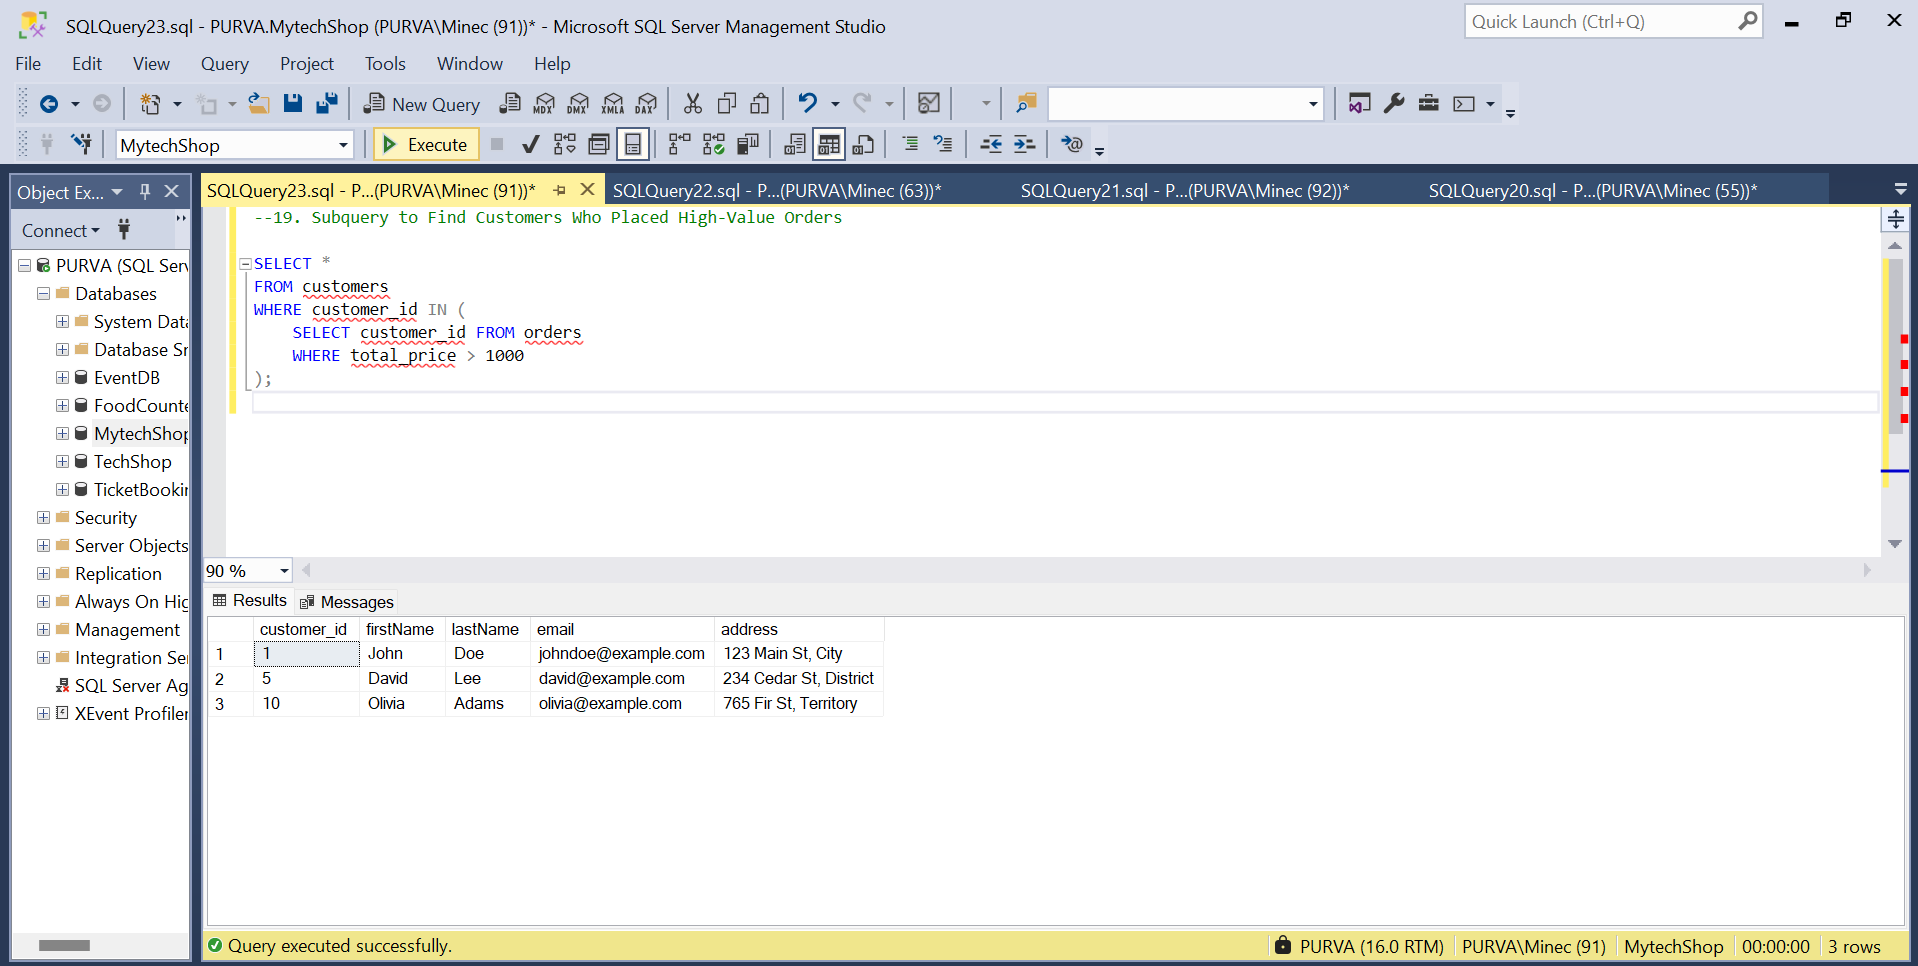 SQLQuery23.sql - PURVA.MytechShop (PURVA\Minec (91))* - Microsoft SQL Server Management Studio
Quick Launch (Ctrl+Q)
File Edit View Query Project Tools Window Help
New Query MDX DMX XMLA DAX
MytechShop Execute
Object Ex...
SQLQuery23.sql - P...(PURVA\Minec (91))* SQLQuery22.sql - P...(PURVA\Minec (63))* SQLQuery21.sql - P...(PURVA\Minec (92))* SQLQuery20.sql - P...(PURVA\Minec (55))*
Connect
PURVA (SQL Serv
Databases
System Data
Database Sn
EventDB
FoodCounte
MytechShop
TechShop
TicketBookin
Security
Server Objects
Replication
Always On Hig
Management
Integration Se
SQL Server Ag
XEvent Profiler
--19. Subquery to Find Customers Who Placed High-Value Orders
SELECT *
FROM customers
WHERE customer_id IN (
SELECT customer_id FROM orders
WHERE total_price > 1000
);
90 %
Results Messages
customer_id firstName lastName email address
1 1 John Doe johndoe@example.com 123 Main St, City
2 5 David Lee david@example.com 234 Cedar St, District
3 10 Olivia Adams olivia@example.com 765 Fir St, Territory
Query executed successfully.
PURVA (16.0 RTM) PURVA\Minec (91) MytechShop 00:00:00 3 rows